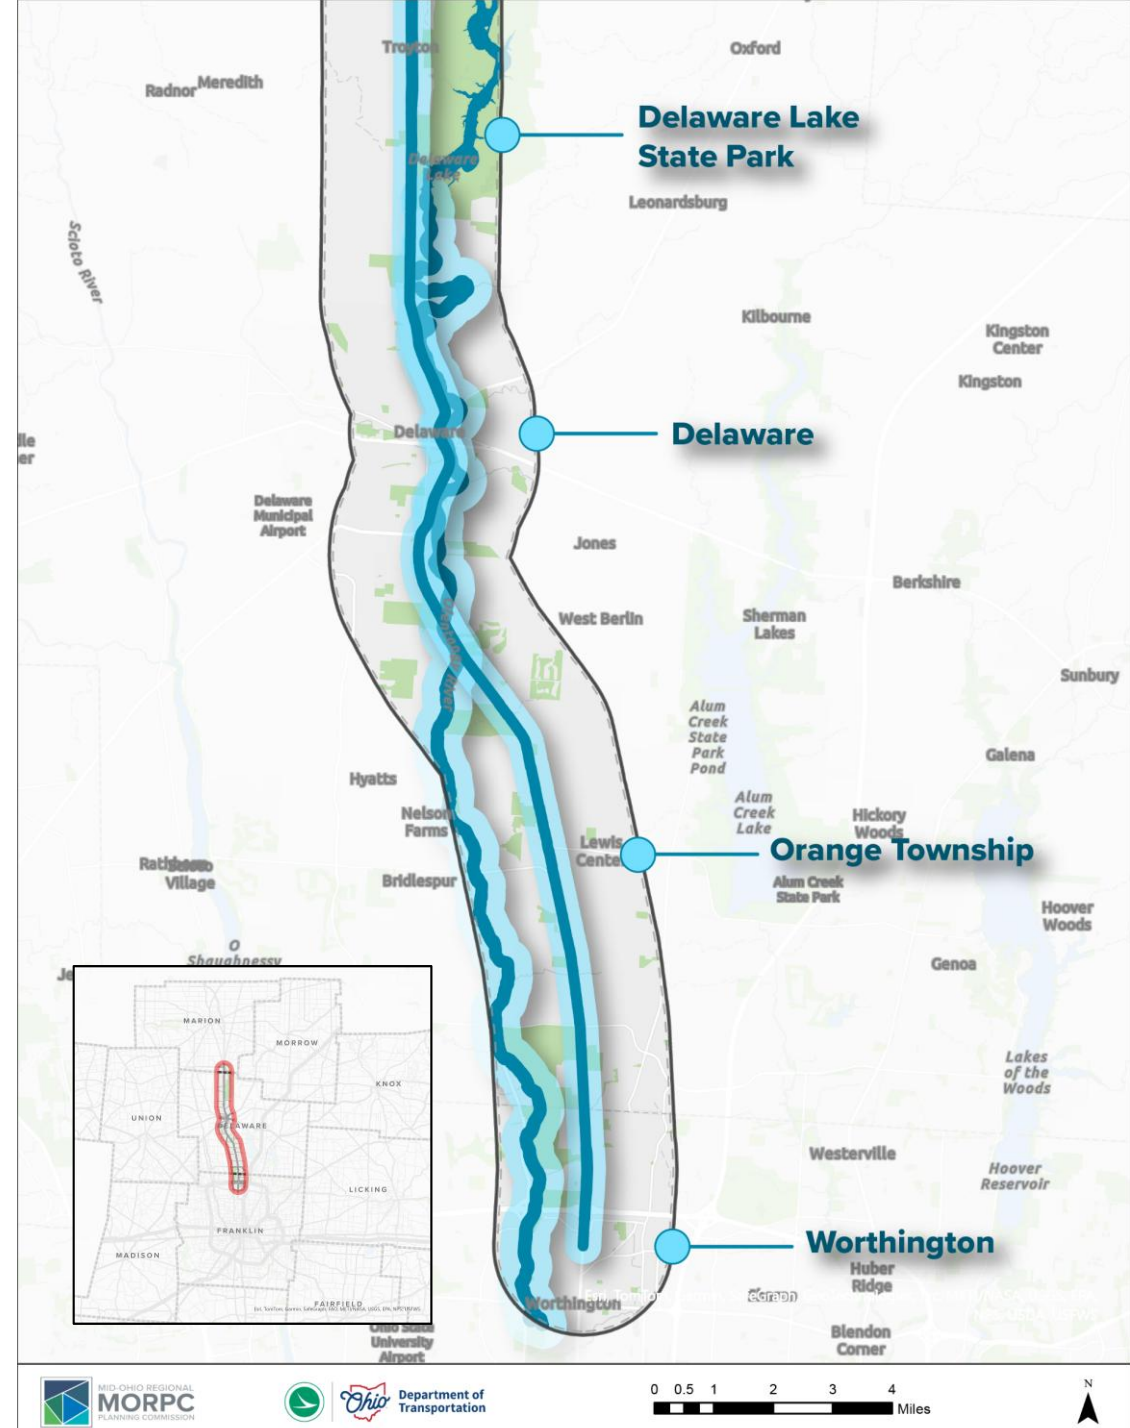 Troyton
Oxford
Radnor
Meredith
Delaware Lake
State Park
Delaware
Lake
Leonardsburg
Scioto River
Kilbourne
Kingston
Center
Kingston
Delaware
Delaware
Delaware
Municipal
Airport
Jones
Berkshire
West Berlin
Sherman
Lakes
Olentangy River
Sunbury
Alum
Creek
State
Park
Pond
Galena
Hyatts
Alum
Creek
Lake
Nelson
Farms
Hickory
Woods
Lewis
Center
Orange Township
Village
Bridlespur
Alum Creek
State Park
Hoover
Woods
O
Shaughnessy
Genoa
MARION
MORROW
KNOX
UNION
DELAWARE
LICKING
FRANKLIN
MADISON
FAIRFIELD
Lakes
of the
Woods
Westerville
Hoover
Reservoir
Worthington
Huber
Ridge
Worthington
Blendon
Corner
Ohio State
University
Airport
MID-OHIO REGIONAL
MORPC
PLANNING COMMISSION
Ohio
Department of
Transportation
0 0.5 1 2 3 4
Miles
N